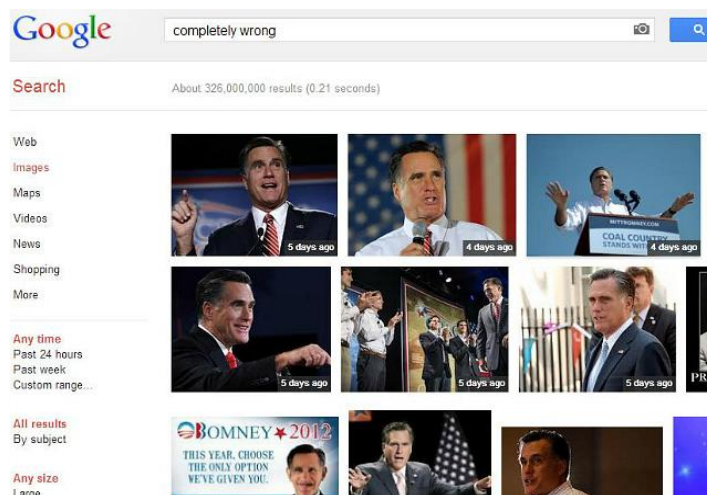 Google
completely wrong
Search
About 326,000,000 results (0.21 seconds)
Web
Images
Maps
Videos
News
Shopping
More
5 days ago
4 days ago
MITTROMNEY.COM
COAL COUNTRY
STANDS WITH
4 days ago
5 days ago
5 days ago
5 days ago
PR
Any time
Past 24 hours
Past week
Custom range...
All results
By subject
BOMNEY★2012
THIS YEAR, CHOOSE
THE ONLY OPTION
WE'VE GIVEN YOU.
Any size
Large